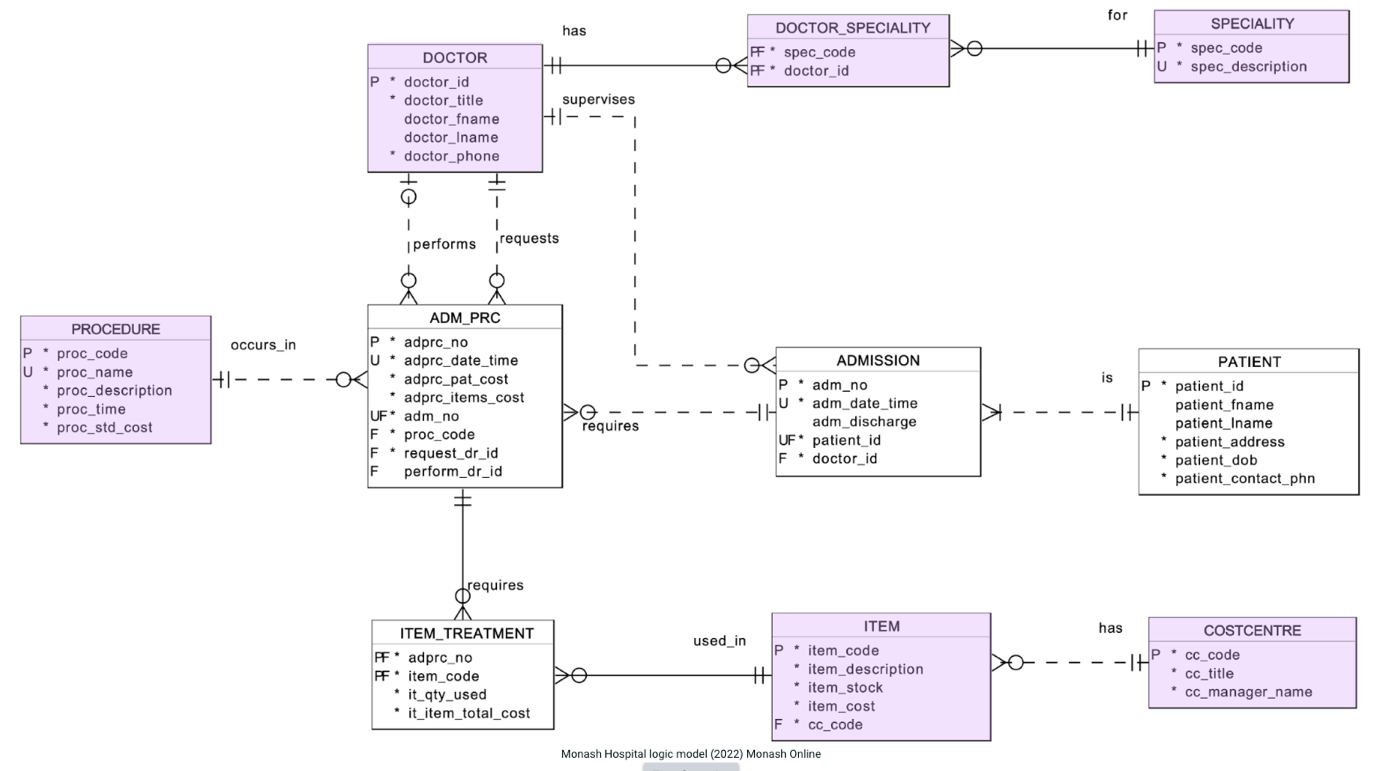 has
DOCTOR_SPECIALITY
PF * spec_code
PF * doctor_id
for
SPECIALITY
P * spec_code
U * spec_description
DOCTOR
P * doctor_id
* doctor_title
doctor_fname
doctor_lname
* doctor_phone
supervises
performs
requests
PROCEDURE
P * proc_code
U * proc_name
* proc_description
* proc_time
* proc_std_cost
occurs_in
ADM_PRC
P * adprc_no
U * adprc_date_time
* adprc_pat_cost
* adprc_items_cost
UF * adm_no
F * proc_code
F * request_dr_id
F perform_dr_id
requires
ADMISSION
P * adm_no
U * adm_date_time
adm_discharge
UF * patient_id
F * doctor_id
is
PATIENT
P * patient_id
patient_fname
patient_lname
* patient_address
* patient_dob
* patient_contact_phn
requires
ITEM_TREATMENT
PF * adprc_no
PF * item_code
* it_qty_used
* it_item_total_cost
used_in
ITEM
P * item_code
* item_description
* item_stock
* item_cost
F * cc_code
has
COSTCENTRE
P * cc_code
* cc_title
* cc_manager_name
Monash Hospital logic model (2022) Monash Online